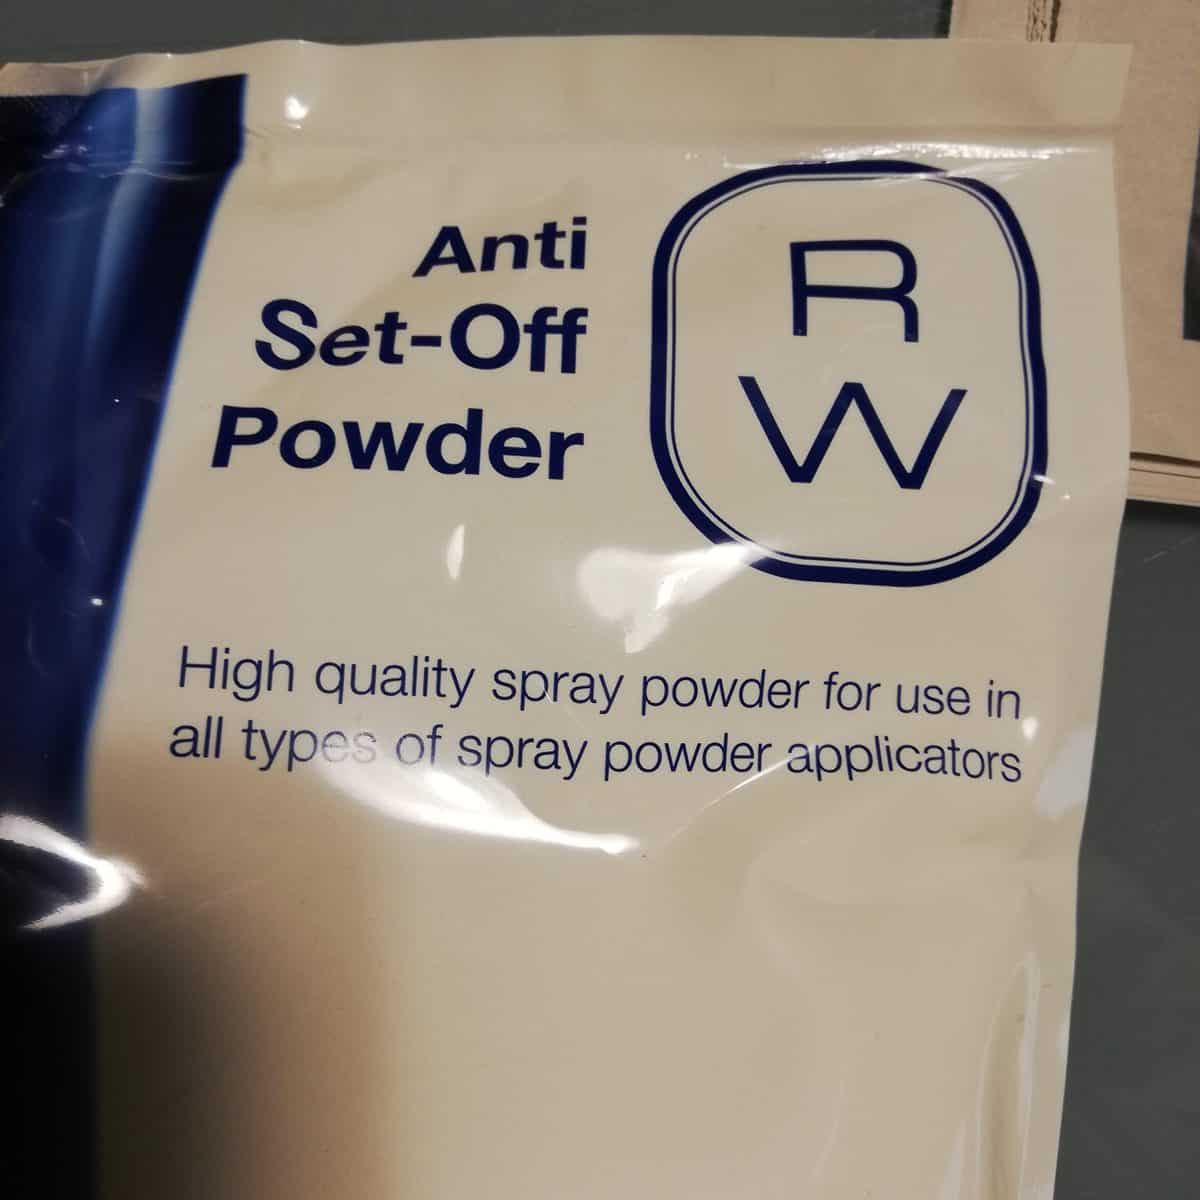 Anti
Set-Off
Powder
R
W
High quality spray powder for use in
all types of spray powder applicators